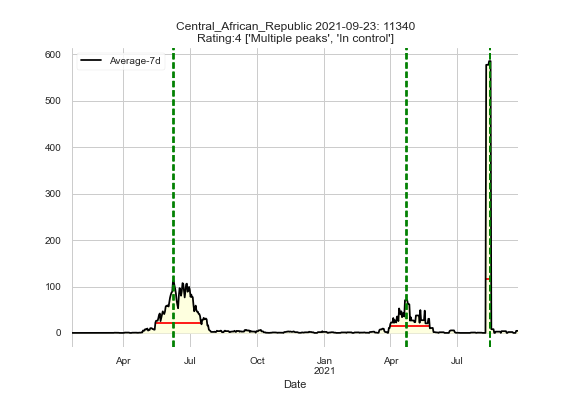 Central_African_Republic 2021-09-23: 11340
Rating:4 ['Multiple peaks', 'In control']
Average-7d
600
500
400
300
200
100
0
Apr
Jul
Oct
Jan
2021
Apr
Jul
Date